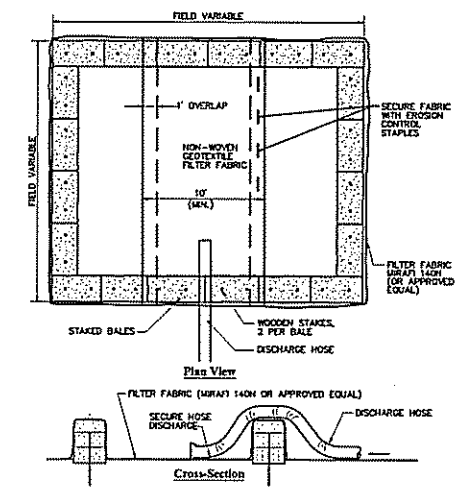 FIELD VARIABLE
FIELD VARIABLE
1' OVERLAP
NON-WOVEN
GEOTEXTILE
FILTER FABRIC
10'
(MIN.)
SECURE FABRIC
WITH EROSION
CONTROL
STAPLES
FILTER FABRIC
MIRAFI 140N
(OR APPROVED
EQUAL)
STAKED BALES
WOODEN STAKES,
2 PER BALE
DISCHARGE HOSE
Plan View
FILTER FABRIC (MIRAFI 140N OR APPROVED EQUAL)
SECURE HOSE
DISCHARGE
DISCHARGE HOSE
Cross-Section